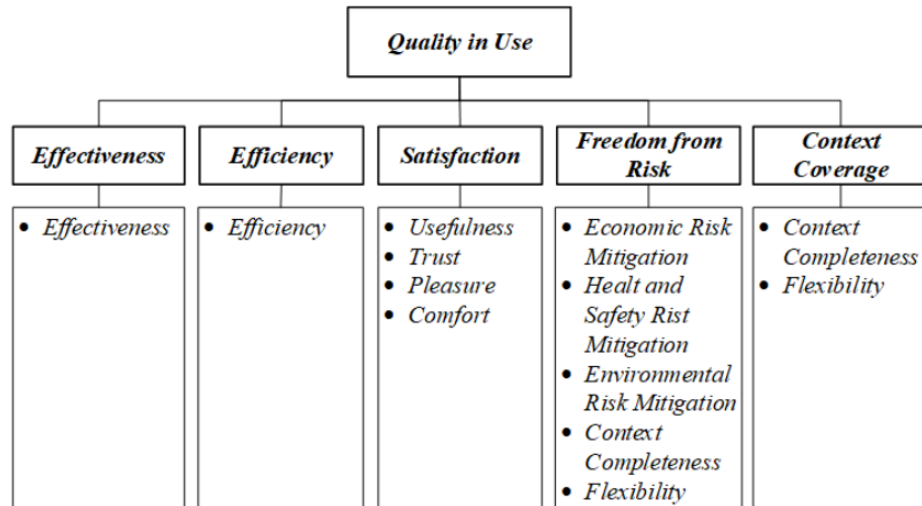 Quality in Use
Effectiveness
Efficiency
Satisfaction
Freedom from
Risk
Context
Coverage
• Effectiveness
• Efficiency
• Usefulness
• Trust
• Pleasure
• Comfort
• Economic Risk
Mitigation
• Healt and
Safety Rist
Mitigation
• Environmental
Risk Mitigation
• Context
Completeness
• Flexibility
• Context
Completeness
• Flexibility